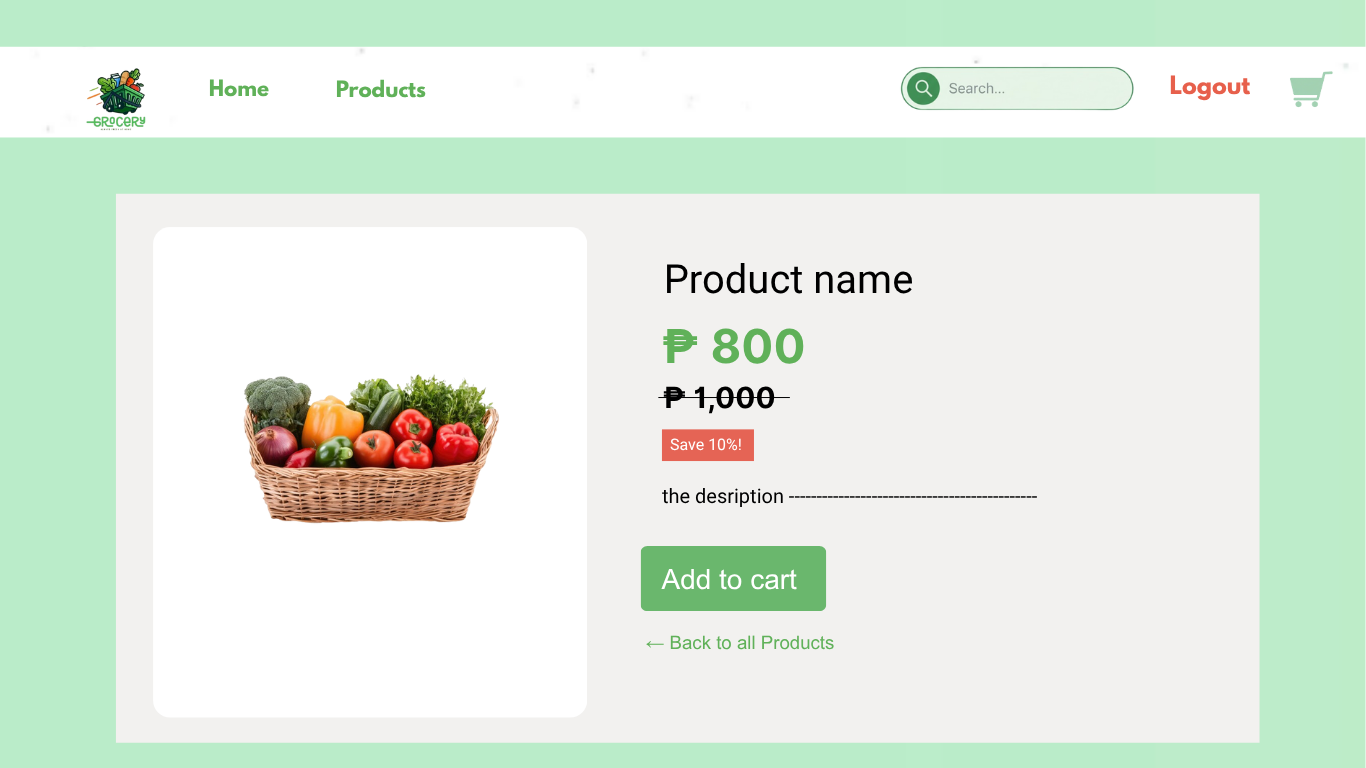 Home
Products
Search...
Logout
GROCERY
Product name
₱ 800
₱ 1,000
Save 10%!
the desription ---------------------------------------------
Add to cart
← Back to all Products